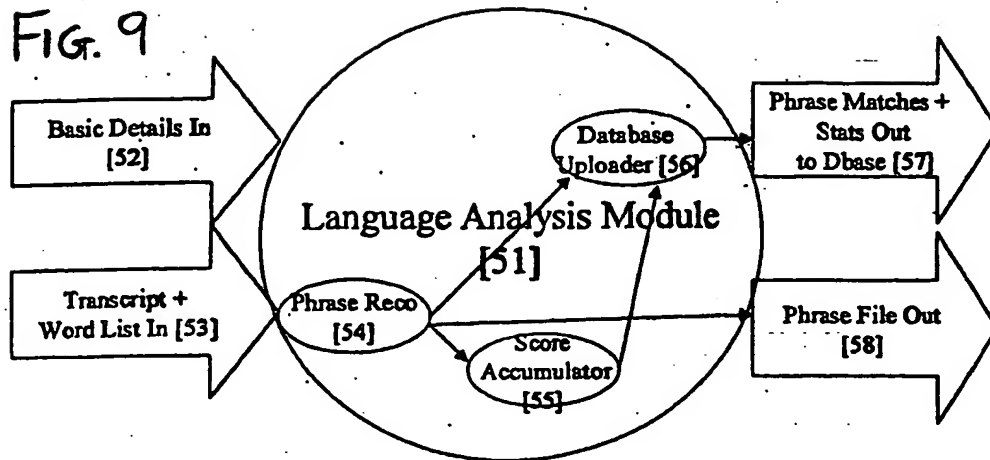 FIG. 9
Basic Details In
[52]
Transcript +
Word List In [53]
Language Analysis Module
[51]
Phrase Reco
[54]
Score
Accumulator
[55]
Database
Uploader [56]
Phrase Matches +
Stats Out
to Dbase [57]
Phrase File Out
[58]